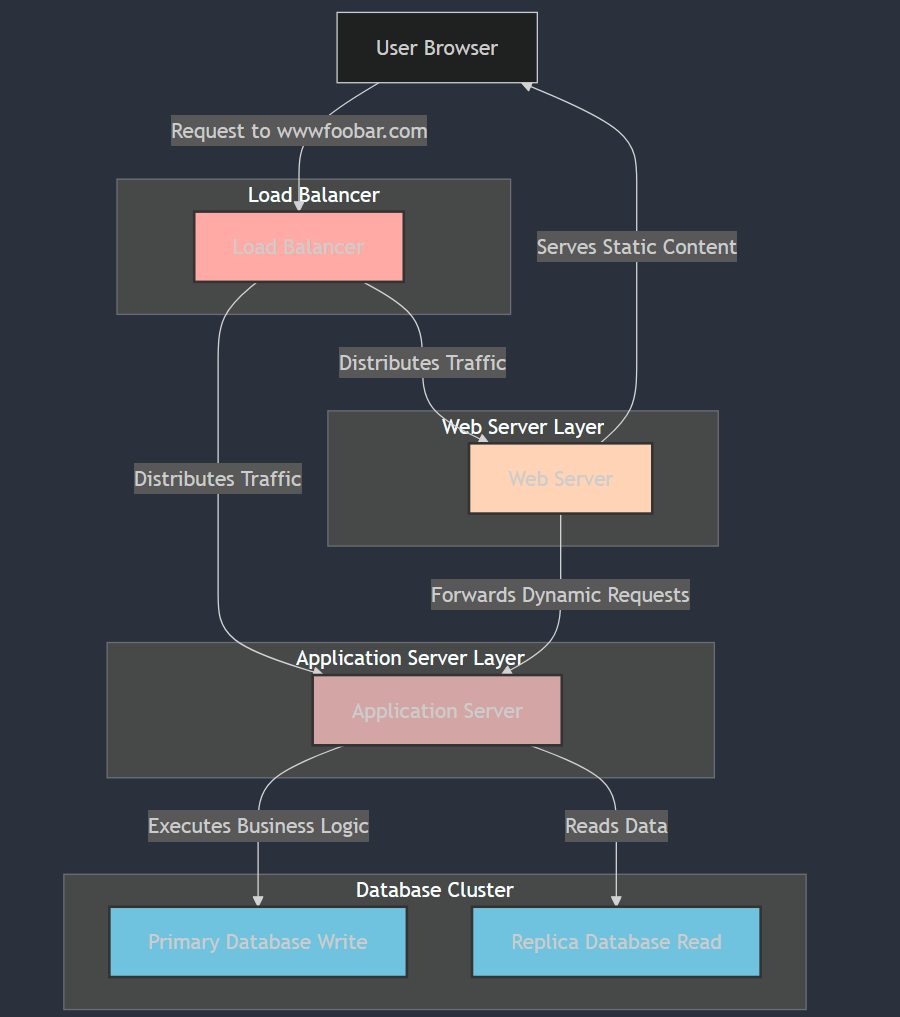 User Browser
Request to wwwfoobar.com
Load Balancer
Load Balancer
Serves Static Content
Distributes Traffic
Web Server Layer
Web Server
Distributes Traffic
Forwards Dynamic Requests
Application Server Layer
Application Server
Executes Business Logic
Reads Data
Database Cluster
Primary Database Write
Replica Database Read